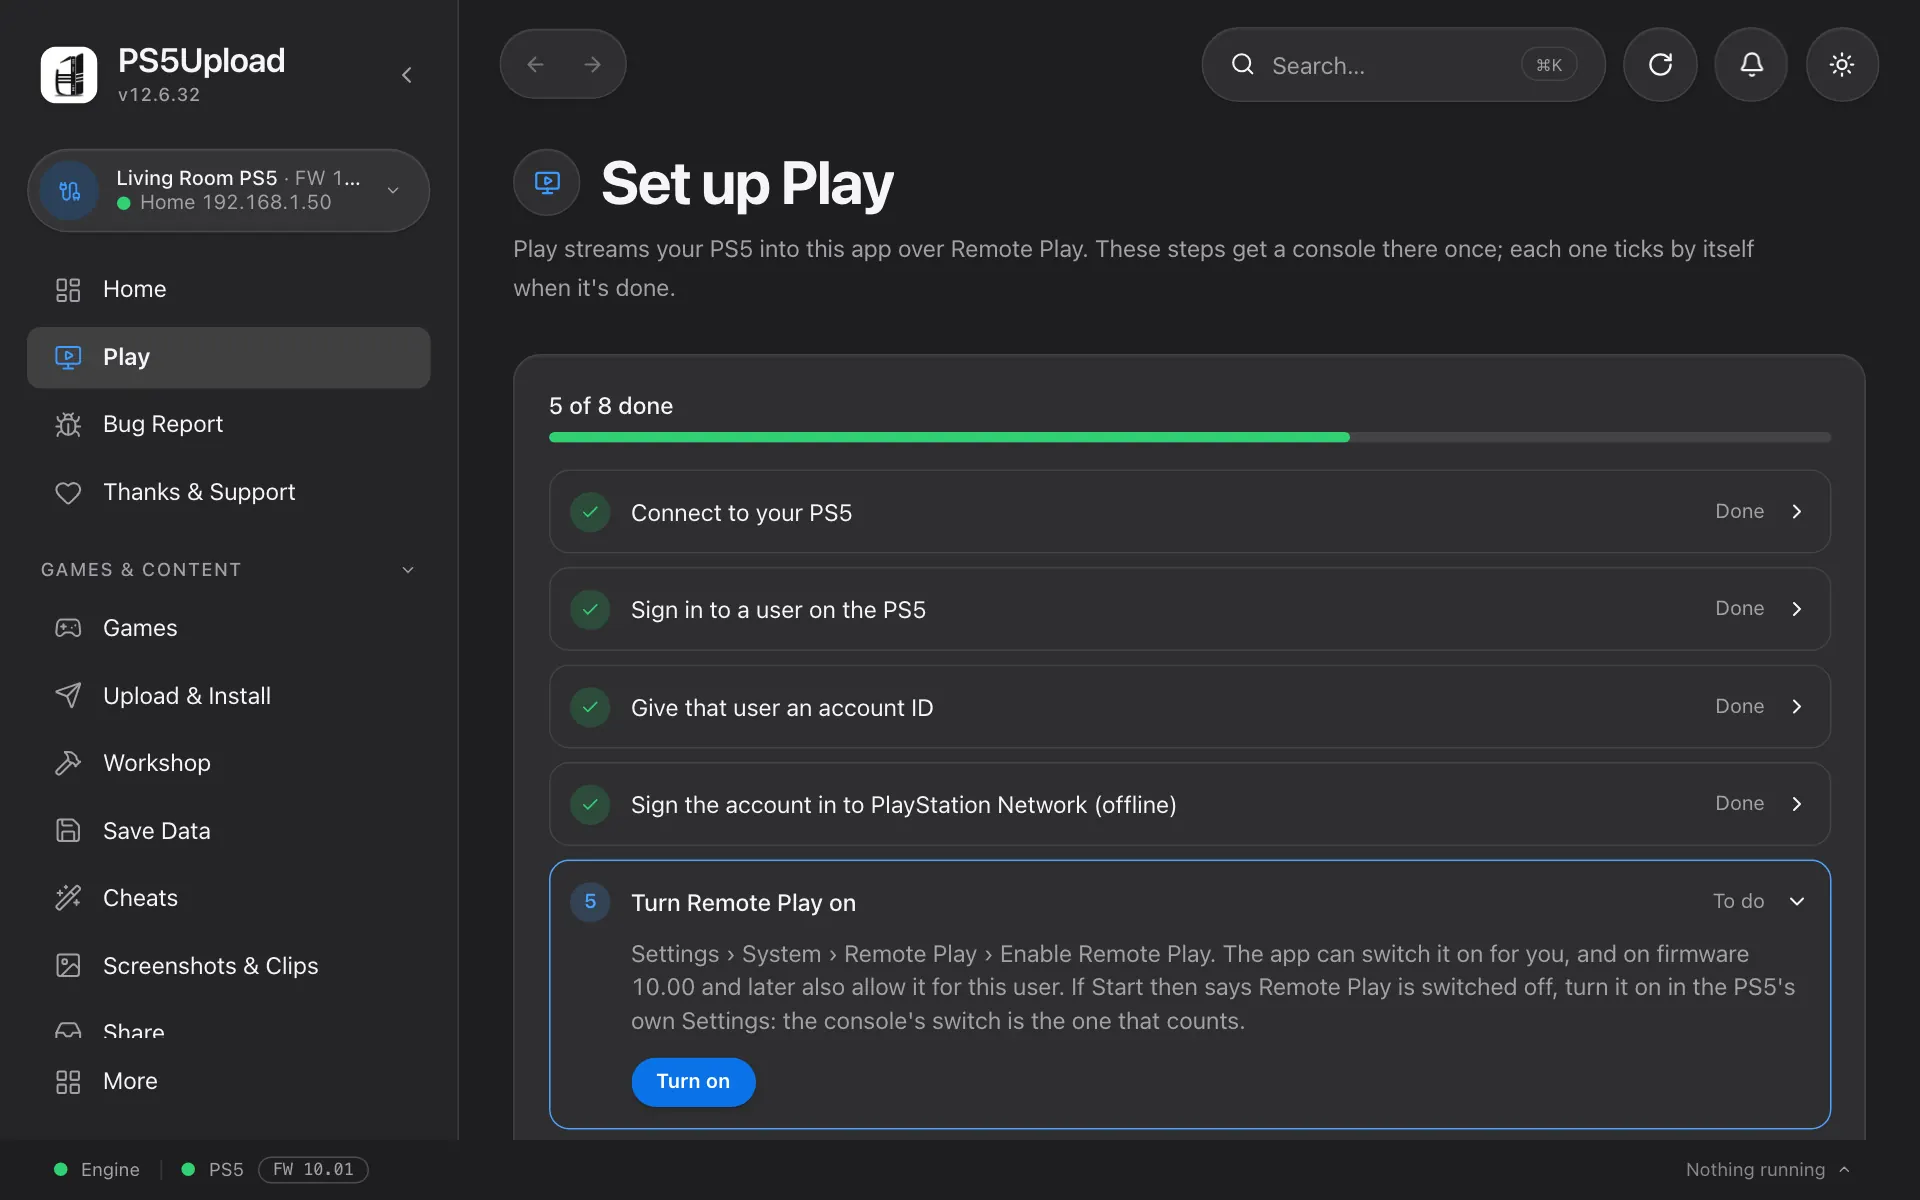 PS5Upload
v12.6.32
Living Room PS5 · FW 1...
Home 192.168.1.50
Home
Play
Bug Report
Thanks & Support
GAMES & CONTENT
Games
Upload & Install
Workshop
Save Data
Cheats
Screenshots & Clips
Share
More
Search...
⌘K
Set up Play
Play streams your PS5 into this app over Remote Play. These steps get a console there once; each one ticks by itself
when it's done.
5 of 8 done
Connect to your PS5
Done
Sign in to a user on the PS5
Done
Give that user an account ID
Done
Sign the account in to PlayStation Network (offline)
Done
5
Turn Remote Play on
To do
Settings › System › Remote Play › Enable Remote Play. The app can switch it on for you, and on firmware
10.00 and later also allow it for this user. If Start then says Remote Play is switched off, turn it on in the PS5's
own Settings: the console's switch is the one that counts.
Turn on
Engine
PS5
FW 10.01
Nothing running